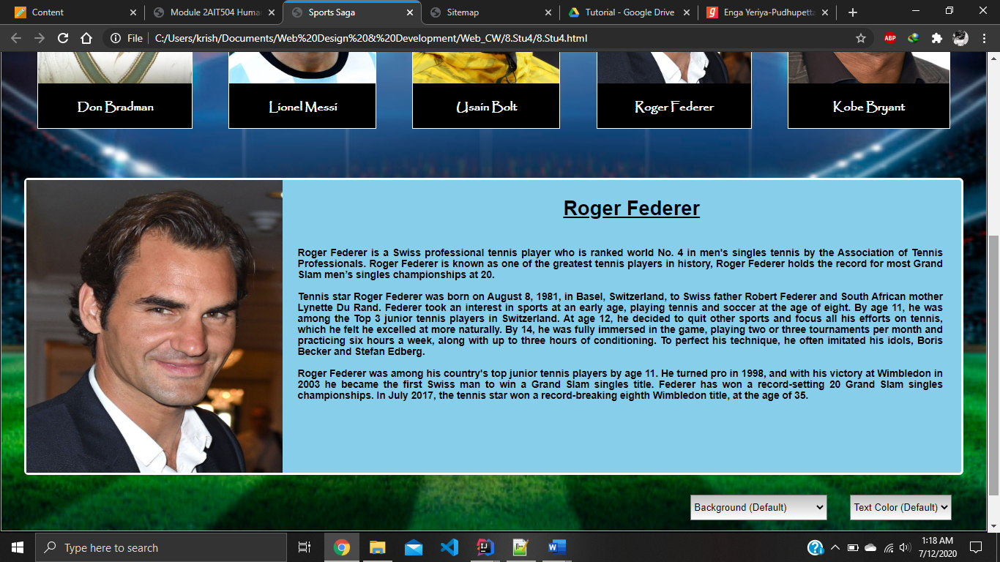 Content
Module 2AIT504 Human
Sports Saga
Sitemap
Tutorial - Google Drive
Enga Yeriya-Pudhupetta
File
C:/Users/krish/Documents/Web%20Design%20&%20Development/Web_CW/8.Stu4/8.Stu4.html
ABP
Don Bradman
Lionel Messi
Usain Bolt
Roger Federer
Kobe Bryant
Roger Federer
Roger Federer is a Swiss professional tennis player who is ranked world No. 4 in men's singles tennis by the Association of Tennis
Professionals. Roger Federer is known as one of the greatest tennis players in history, Roger Federer holds the record for most Grand
Slam men’s singles championships at 20.
Tennis star Roger Federer was born on August 8, 1981, in Basel, Switzerland, to Swiss father Robert Federer and South African mother
Lynette Du Rand. Federer took an interest in sports at an early age, playing tennis and soccer at the age of eight. By age 11, he was
among the Top 3 junior tennis players in Switzerland. At age 12, he decided to quit other sports and focus all his efforts on tennis,
which he felt he excelled at more naturally. By 14, he was fully immersed in the game, playing two or three tournaments per month and
practicing six hours a week, along with up to three hours of conditioning. To perfect his technique, he often imitated his idols, Boris
Becker and Stefan Edberg.
Roger Federer was among his country's top junior tennis players by age 11. He turned pro in 1998, and with his victory at Wimbledon in
2003 he became the first Swiss man to win a Grand Slam singles title. Federer has won a record-setting 20 Grand Slam singles
championships. In July 2017, the tennis star won a record-breaking eighth Wimbledon title, at the age of 35.
Background (Default)
Text Color (Default)
Type here to search
1:18 AM
7/12/2020